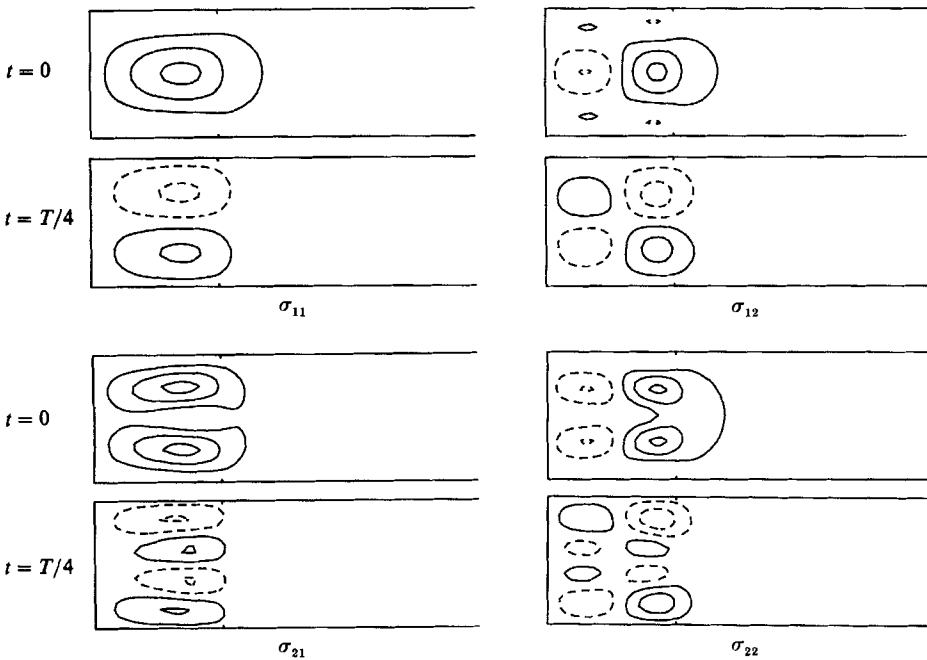 t = 0
t = T/4
σ₁₁ σ₁₂
t = 0
t = T/4
σ₂₁ σ₂₂